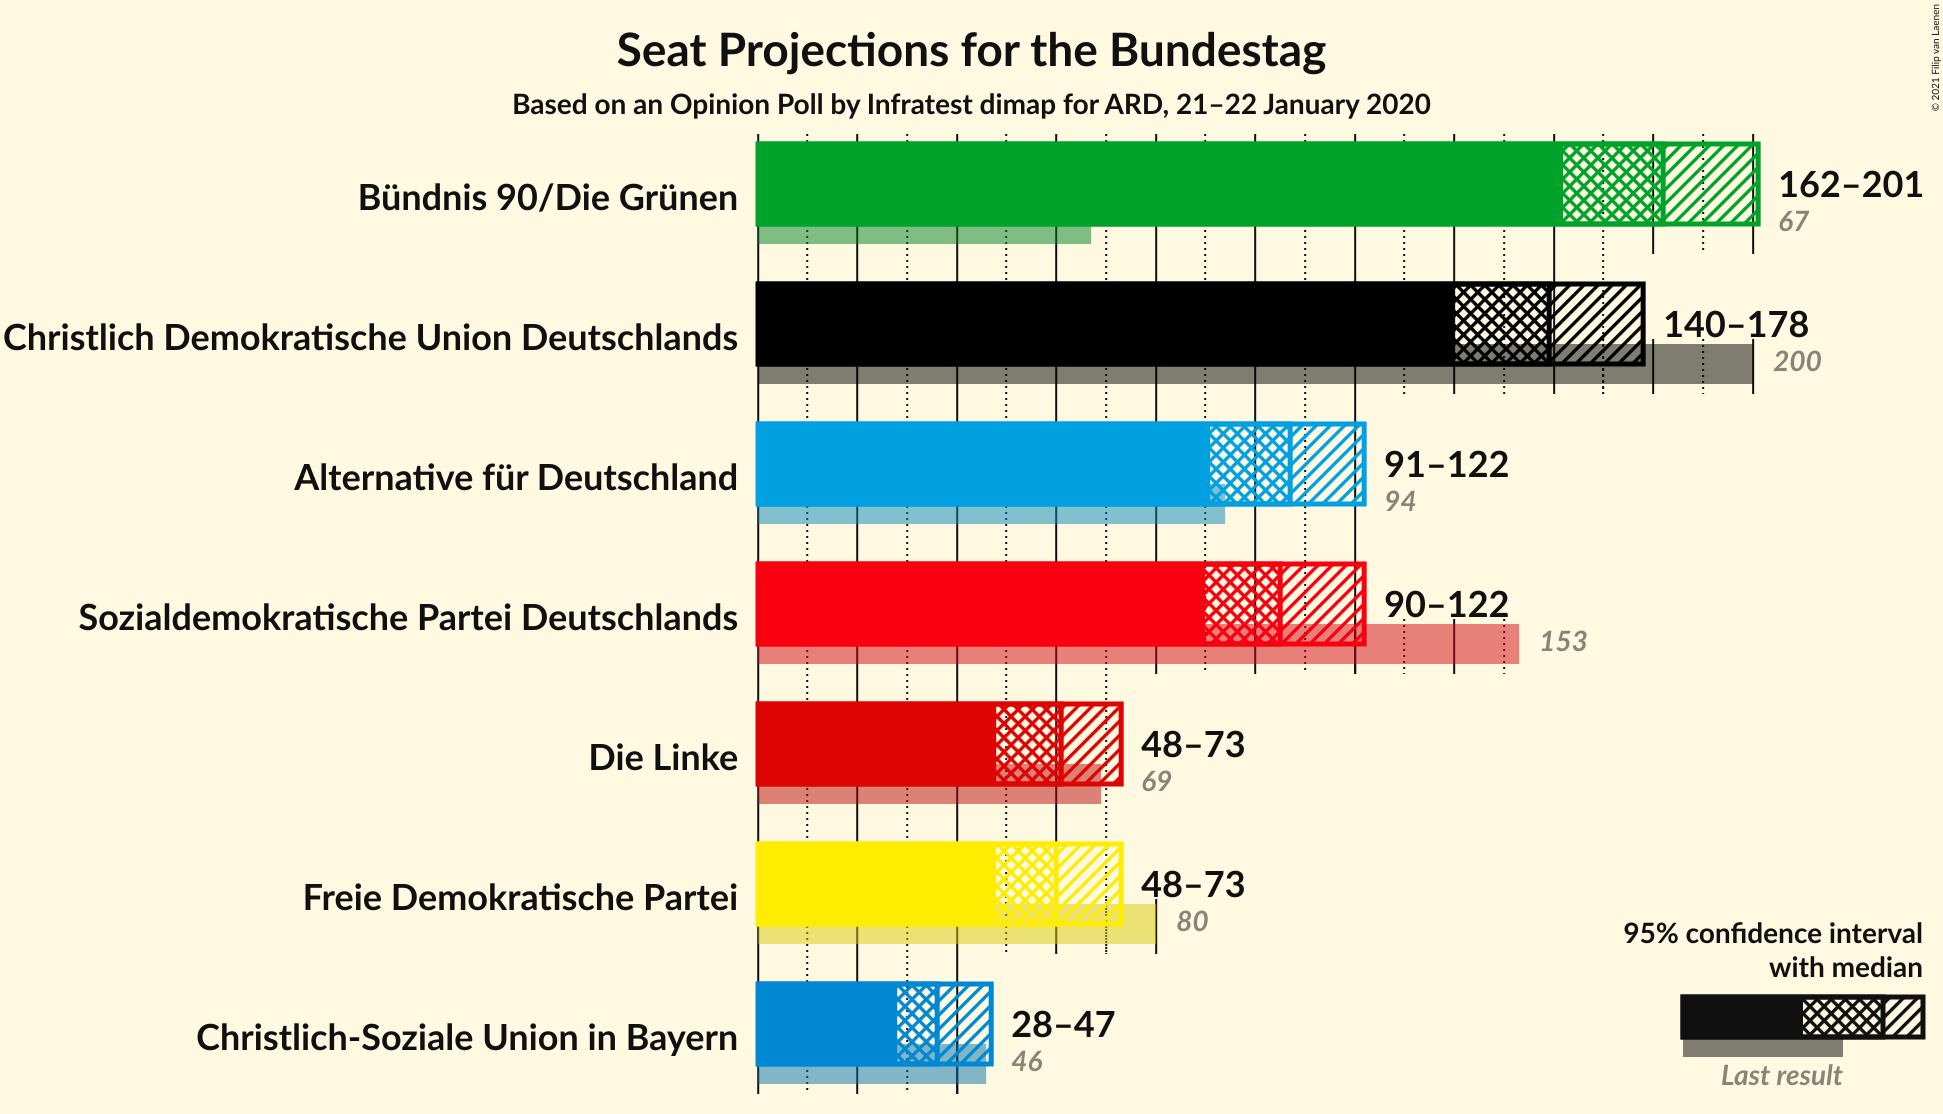 Seat Projections for the Bundestag
Based on an Opinion Poll by Infratest dimap for ARD, 21–22 January 2020
© 2021 Filip van Laenen
Bündnis 90/Die Grünen
162–201
67
Christlich Demokratische Union Deutschlands
140–178
200
Alternative für Deutschland
91–122
94
Sozialdemokratische Partei Deutschlands
90–122
153
Die Linke
48–73
69
Freie Demokratische Partei
48–73
80
Christlich-Soziale Union in Bayern
28–47
46
95% confidence interval
with median
Last result